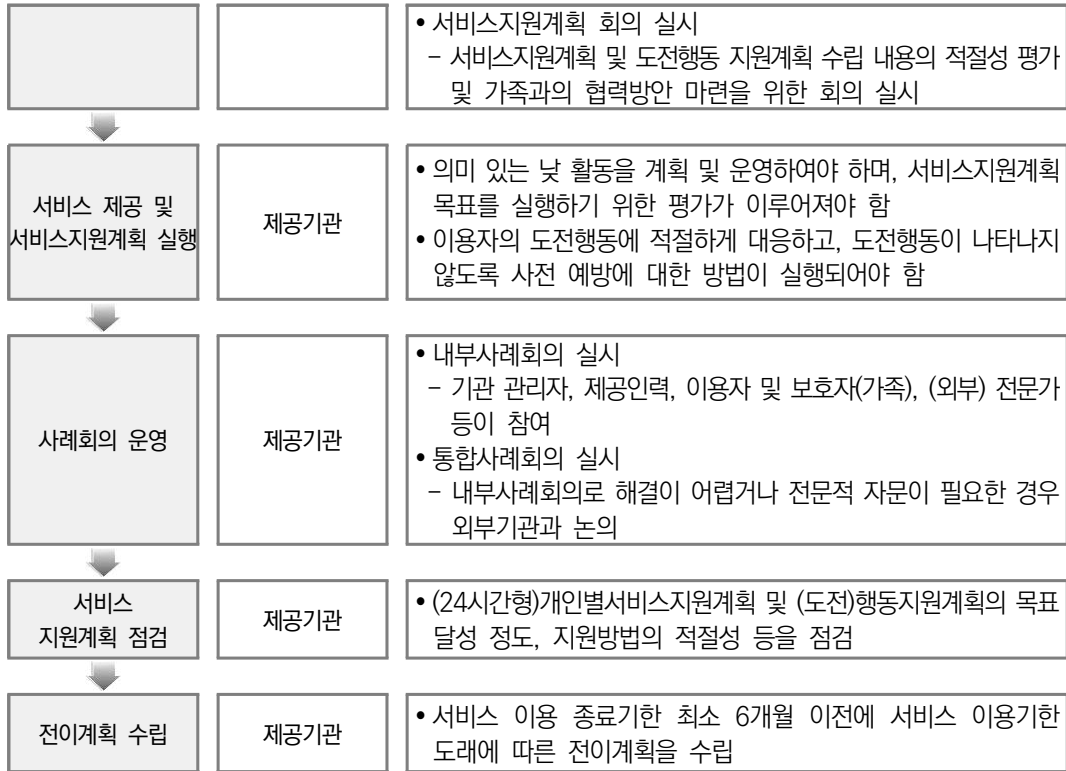 • 서비스지원계획 회의 실시
- 서비스지원계획 및 도전행동 지원계획 수립 내용의 적절성 평가
및 가족과의 협력방안 마련을 위한 회의 실시
서비스 제공 및
서비스지원계획 실행
제공기관
• 의미 있는 낮 활동을 계획 및 운영하여야 하며, 서비스지원계획
목표를 실행하기 위한 평가가 이루어져야 함
• 이용자의 도전행동에 적절하게 대응하고, 도전행동이 나타나지
않도록 사전 예방에 대한 방법이 실행되어야 함
사례회의 운영
제공기관
• 내부사례회의 실시
- 기관 관리자, 제공인력, 이용자 및 보호자(가족), (외부) 전문가
등이 참여
• 통합사례회의 실시
- 내부사례회의로 해결이 어렵거나 전문적 자문이 필요한 경우
외부기관과 논의
서비스
지원계획 점검
제공기관
• (24시간형)개인별서비스지원계획 및 (도전)행동지원계획의 목표
달성 정도, 지원방법의 적절성 등을 점검
전이계획 수립
제공기관
• 서비스 이용 종료기한 최소 6개월 이전에 서비스 이용기한
도래에 따른 전이계획을 수립